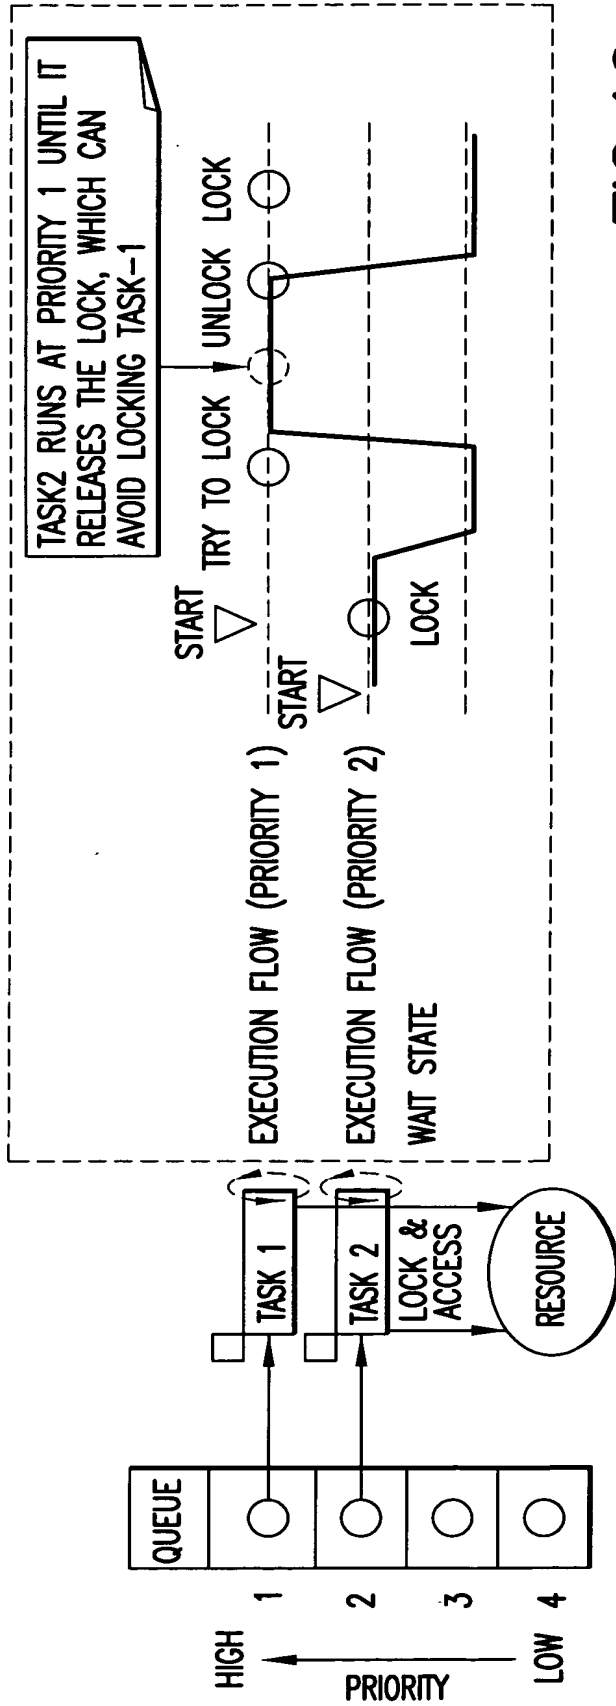 TASK2 RUNS AT PRIORITY 1 UNTIL IT
RELEASES THE LOCK, WHICH CAN
AVOID LOCKING TASK-1
START
TRY TO LOCK
UNLOCK
LOCK
START
LOCK
EXECUTION FLOW (PRIORITY 1)
EXECUTION FLOW (PRIORITY 2)
WAIT STATE
QUEUE
HIGH
PRIORITY
LOW
1
2
3
4
TASK 1
TASK 2
LOCK &
ACCESS
RESOURCE